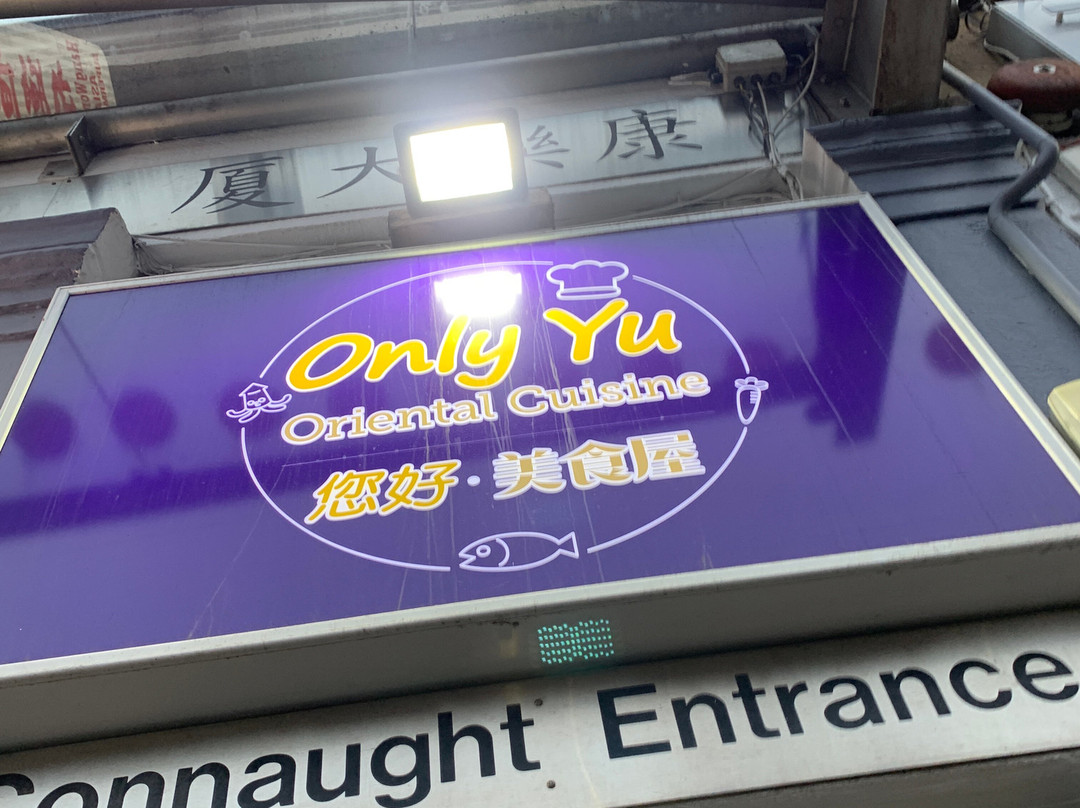 康樂大厦
Only Yu
Oriental Cuisine
您好·美食屋
Connaught Entrance